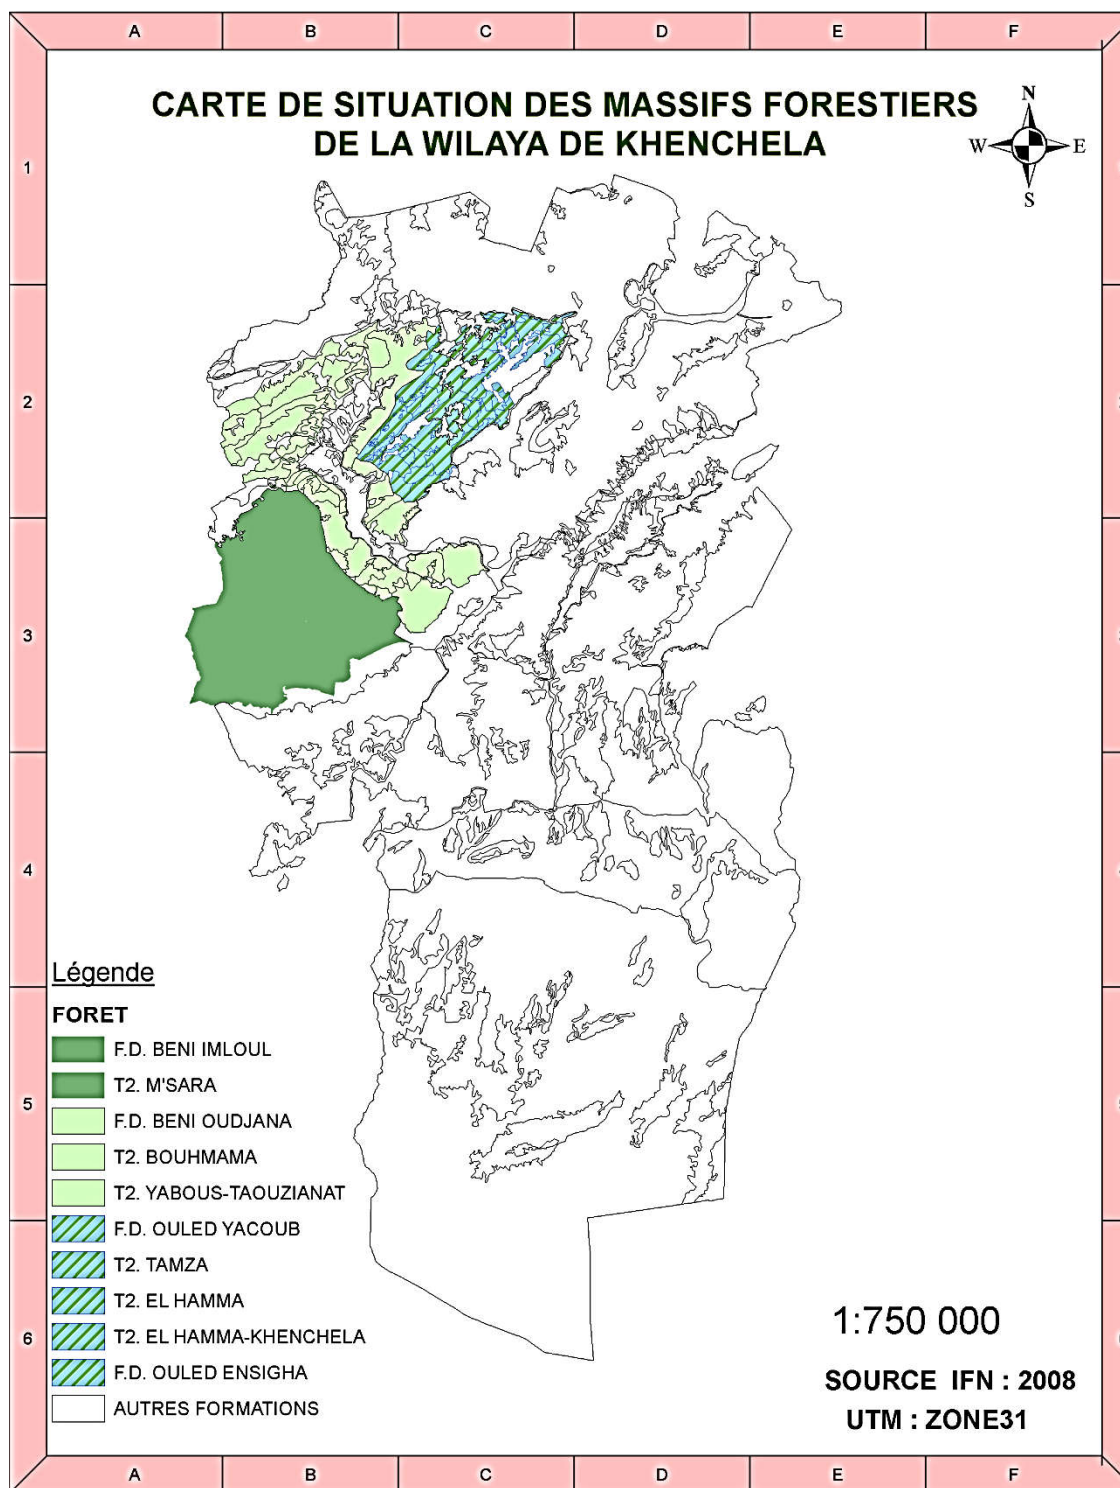 A B C D E F
CARTE DE SITUATION DES MASSIFS FORESTIERS
DE LA WILAYA DE KHENCHELA
N
W E
S
1
2
3
4
5
6
Légende
FORET
F.D. BENI IMLOUL
T2. M'SARA
F.D. BENI OUDJANA
T2. BOUHMAMA
T2. YABOUS-TAOUZIANAT
F.D. OULED YACOUB
T2. TAMZA
T2. EL HAMMA
T2. EL HAMMA-KHENCHELA
F.D. OULED ENSIGHA
AUTRES FORMATIONS
1:750 000
SOURCE IFN : 2008
UTM : ZONE31
A B C D E F